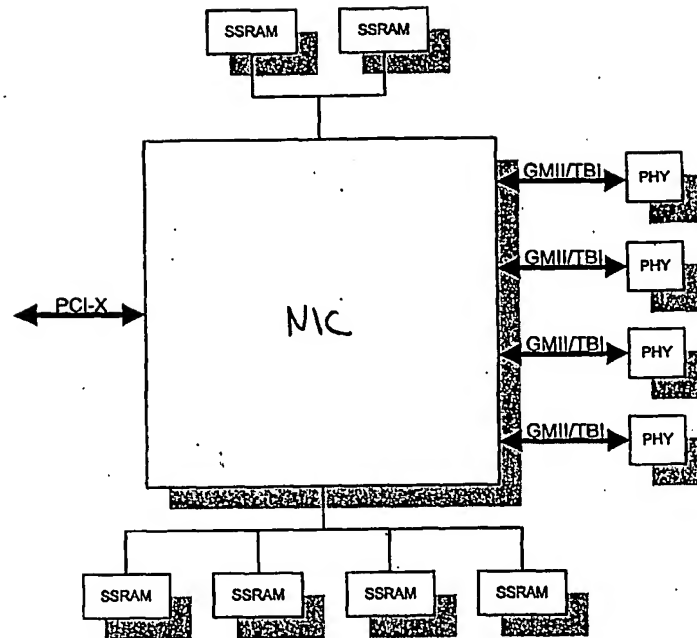 SSRAM
SSRAM
GMII/TBI
PHY
GMII/TBI
PHY
PCI-X
NIC
GMII/TBI
PHY
GMII/TBI
PHY
SSRAM
SSRAM
SSRAM
SSRAM